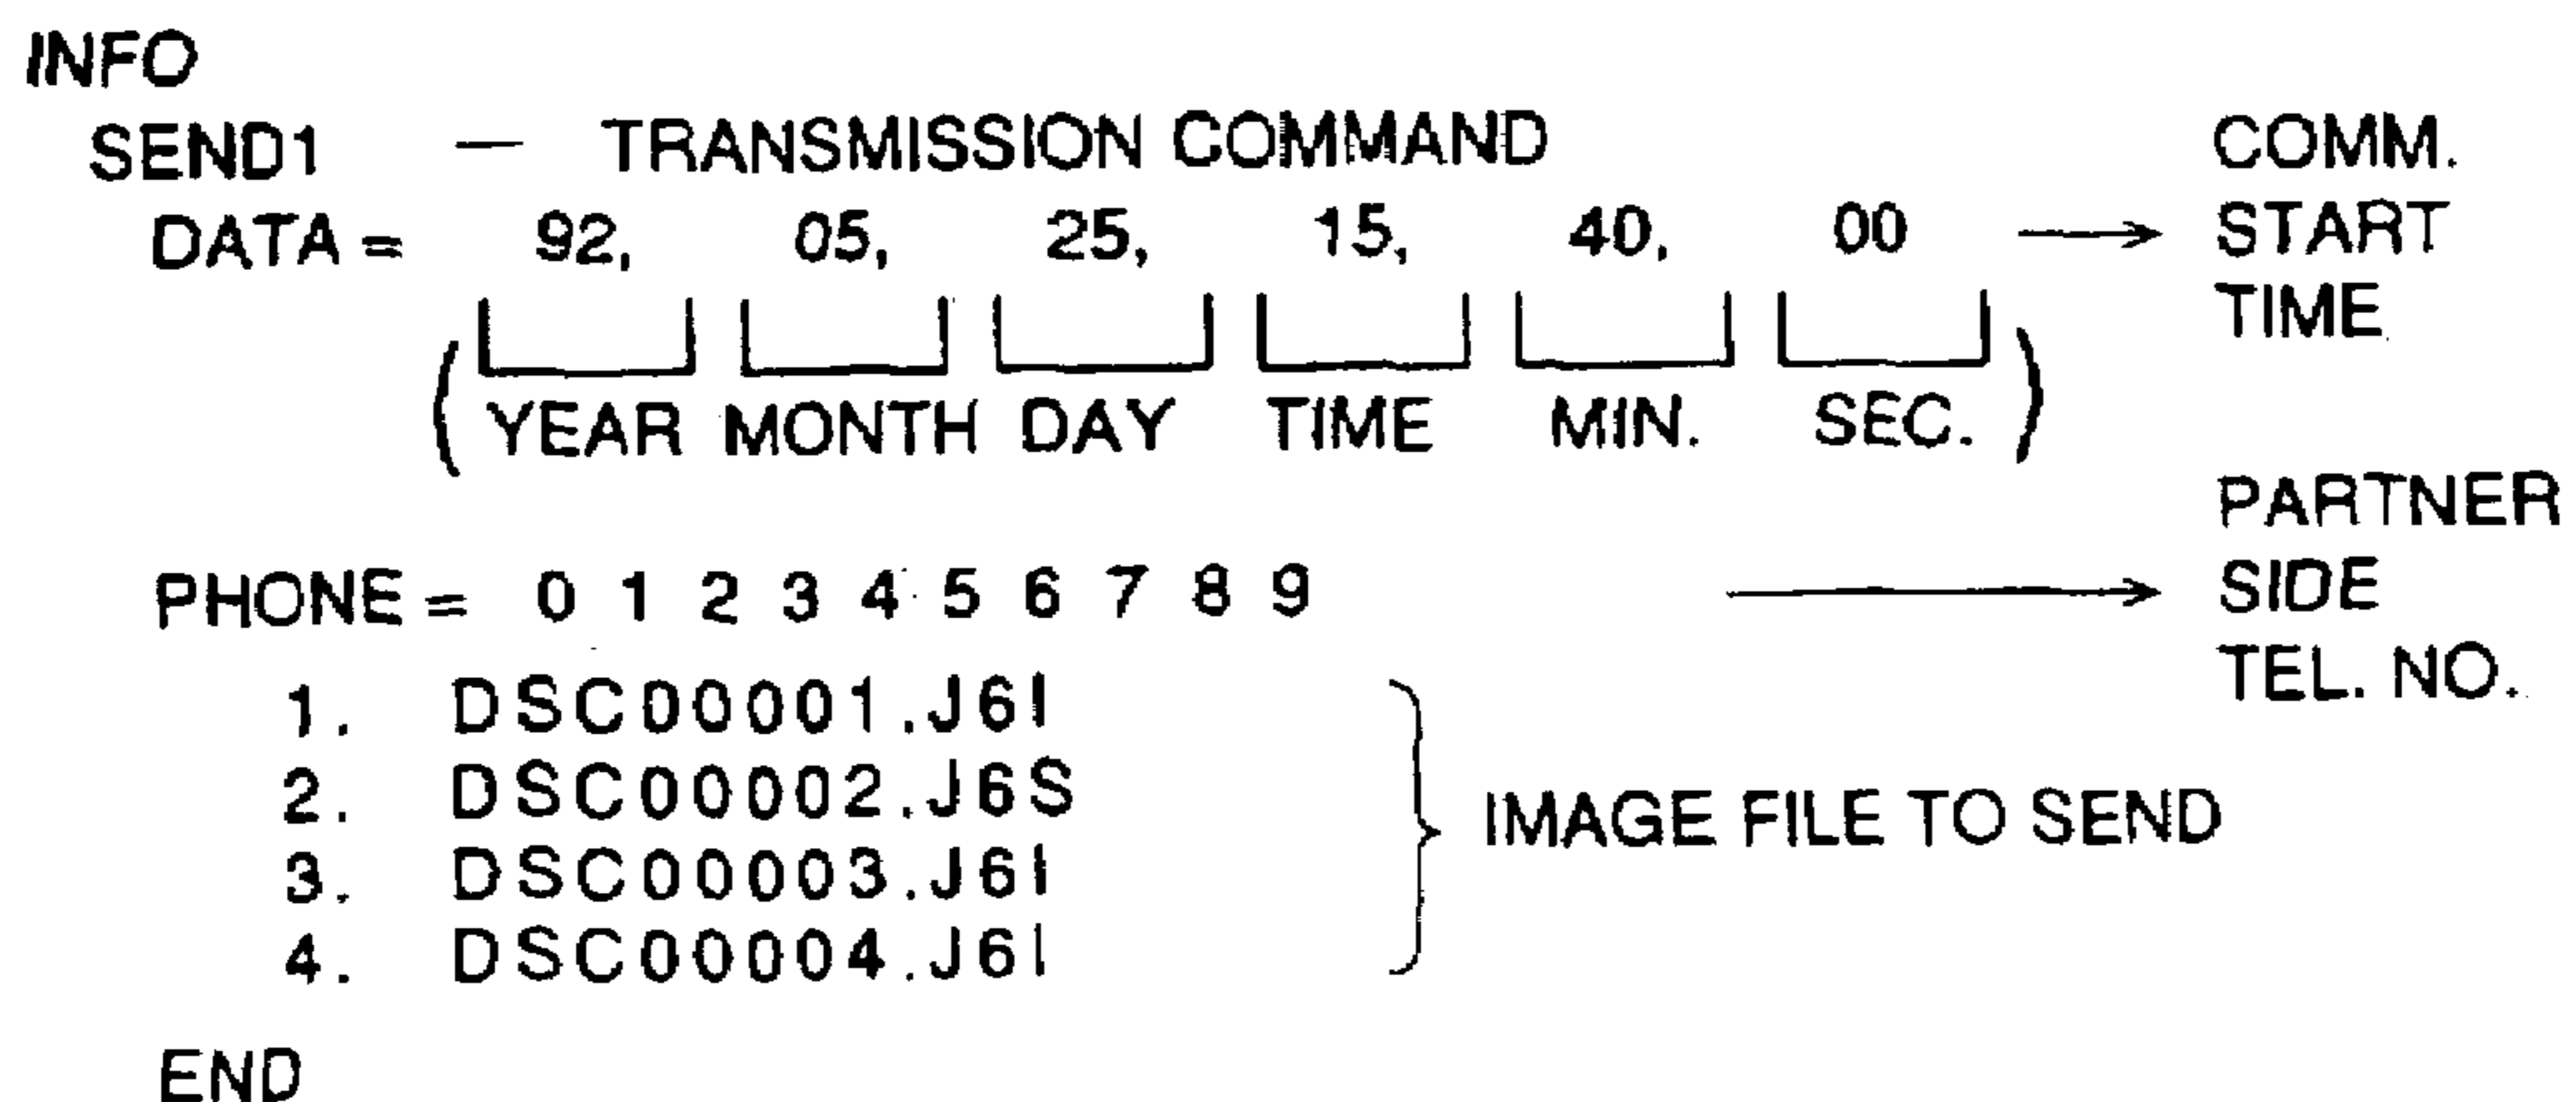 INFO
SEND1 — TRANSMISSION COMMAND
DATA = 92, 05, 25, 15, 40, 00 → COMM. START TIME
( YEAR MONTH DAY TIME MIN. SEC. )
PHONE = 0 1 2 3 4 5 6 7 8 9 → PARTNER SIDE TEL. NO.
1. DSC00001.J6I
2. DSC00002.J6S
3. DSC00003.J6I
4. DSC00004.J6I
IMAGE FILE TO SEND
END